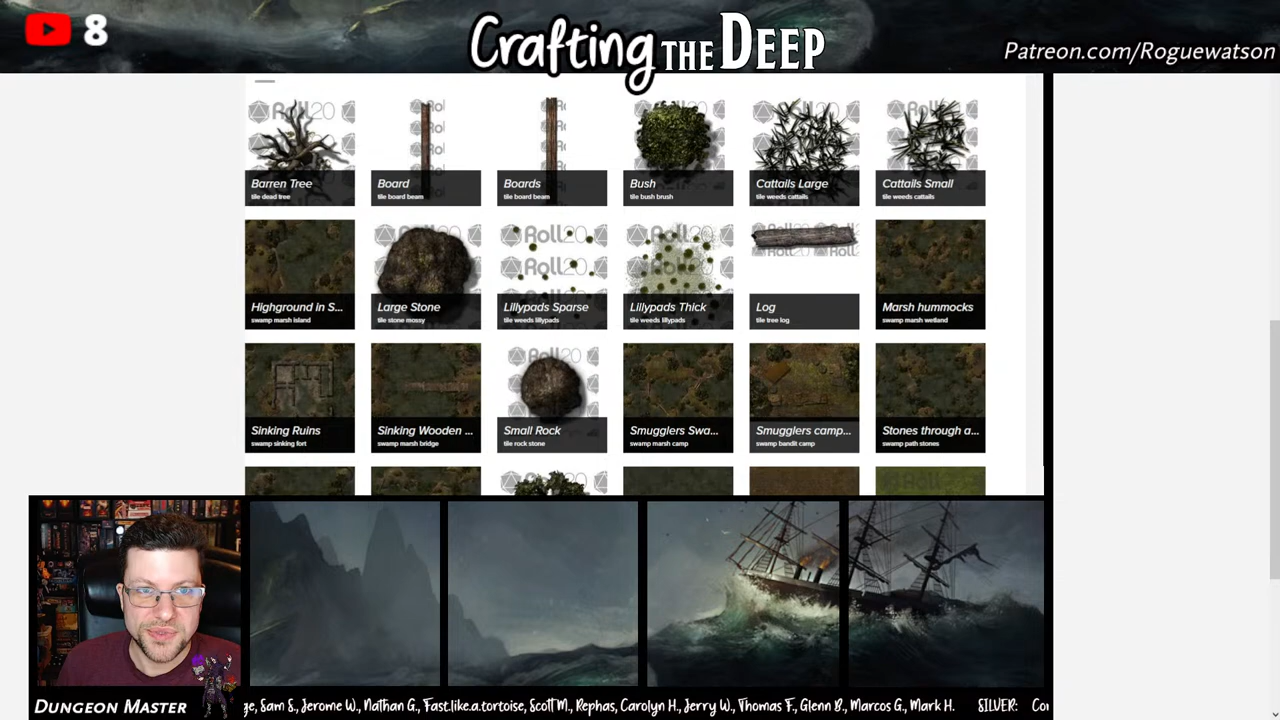 8
Crafting THE DEEP
Patreon.com/Roguewatson
Roll20
Barren Tree
tile dead tree
Board
tile board beam
Boards
tile board beam
Bush
tile bush brush
Cattails Large
tile weeds cattails
Cattails Small
tile weeds cattails
Highground in S...
swamp marsh island
Large Stone
tile stone mossy
Roll20
Lillypads Sparse
tile weeds lillypads
Lillypads Thick
tile weeds lillypads
Log
tile tree log
Marsh hummocks
swamp marsh wetland
Sinking Ruins
swamp sinking fort
Sinking Wooden ...
swamp marsh bridge
Small Rock
tile rock stone
Smugglers Swa...
swamp marsh camp
Smugglers camp...
swamp bandit camp
Stones through a...
swamp path stones
DUNGEON MASTER
ge, Sam S., Jerome W., Nathan G., Fast.like.a.tortoise, Scott M., Rephas, Carolyn H., Jerry W., Thomas F., Glenn B., Marcos G., Mark H. SILVER: Co